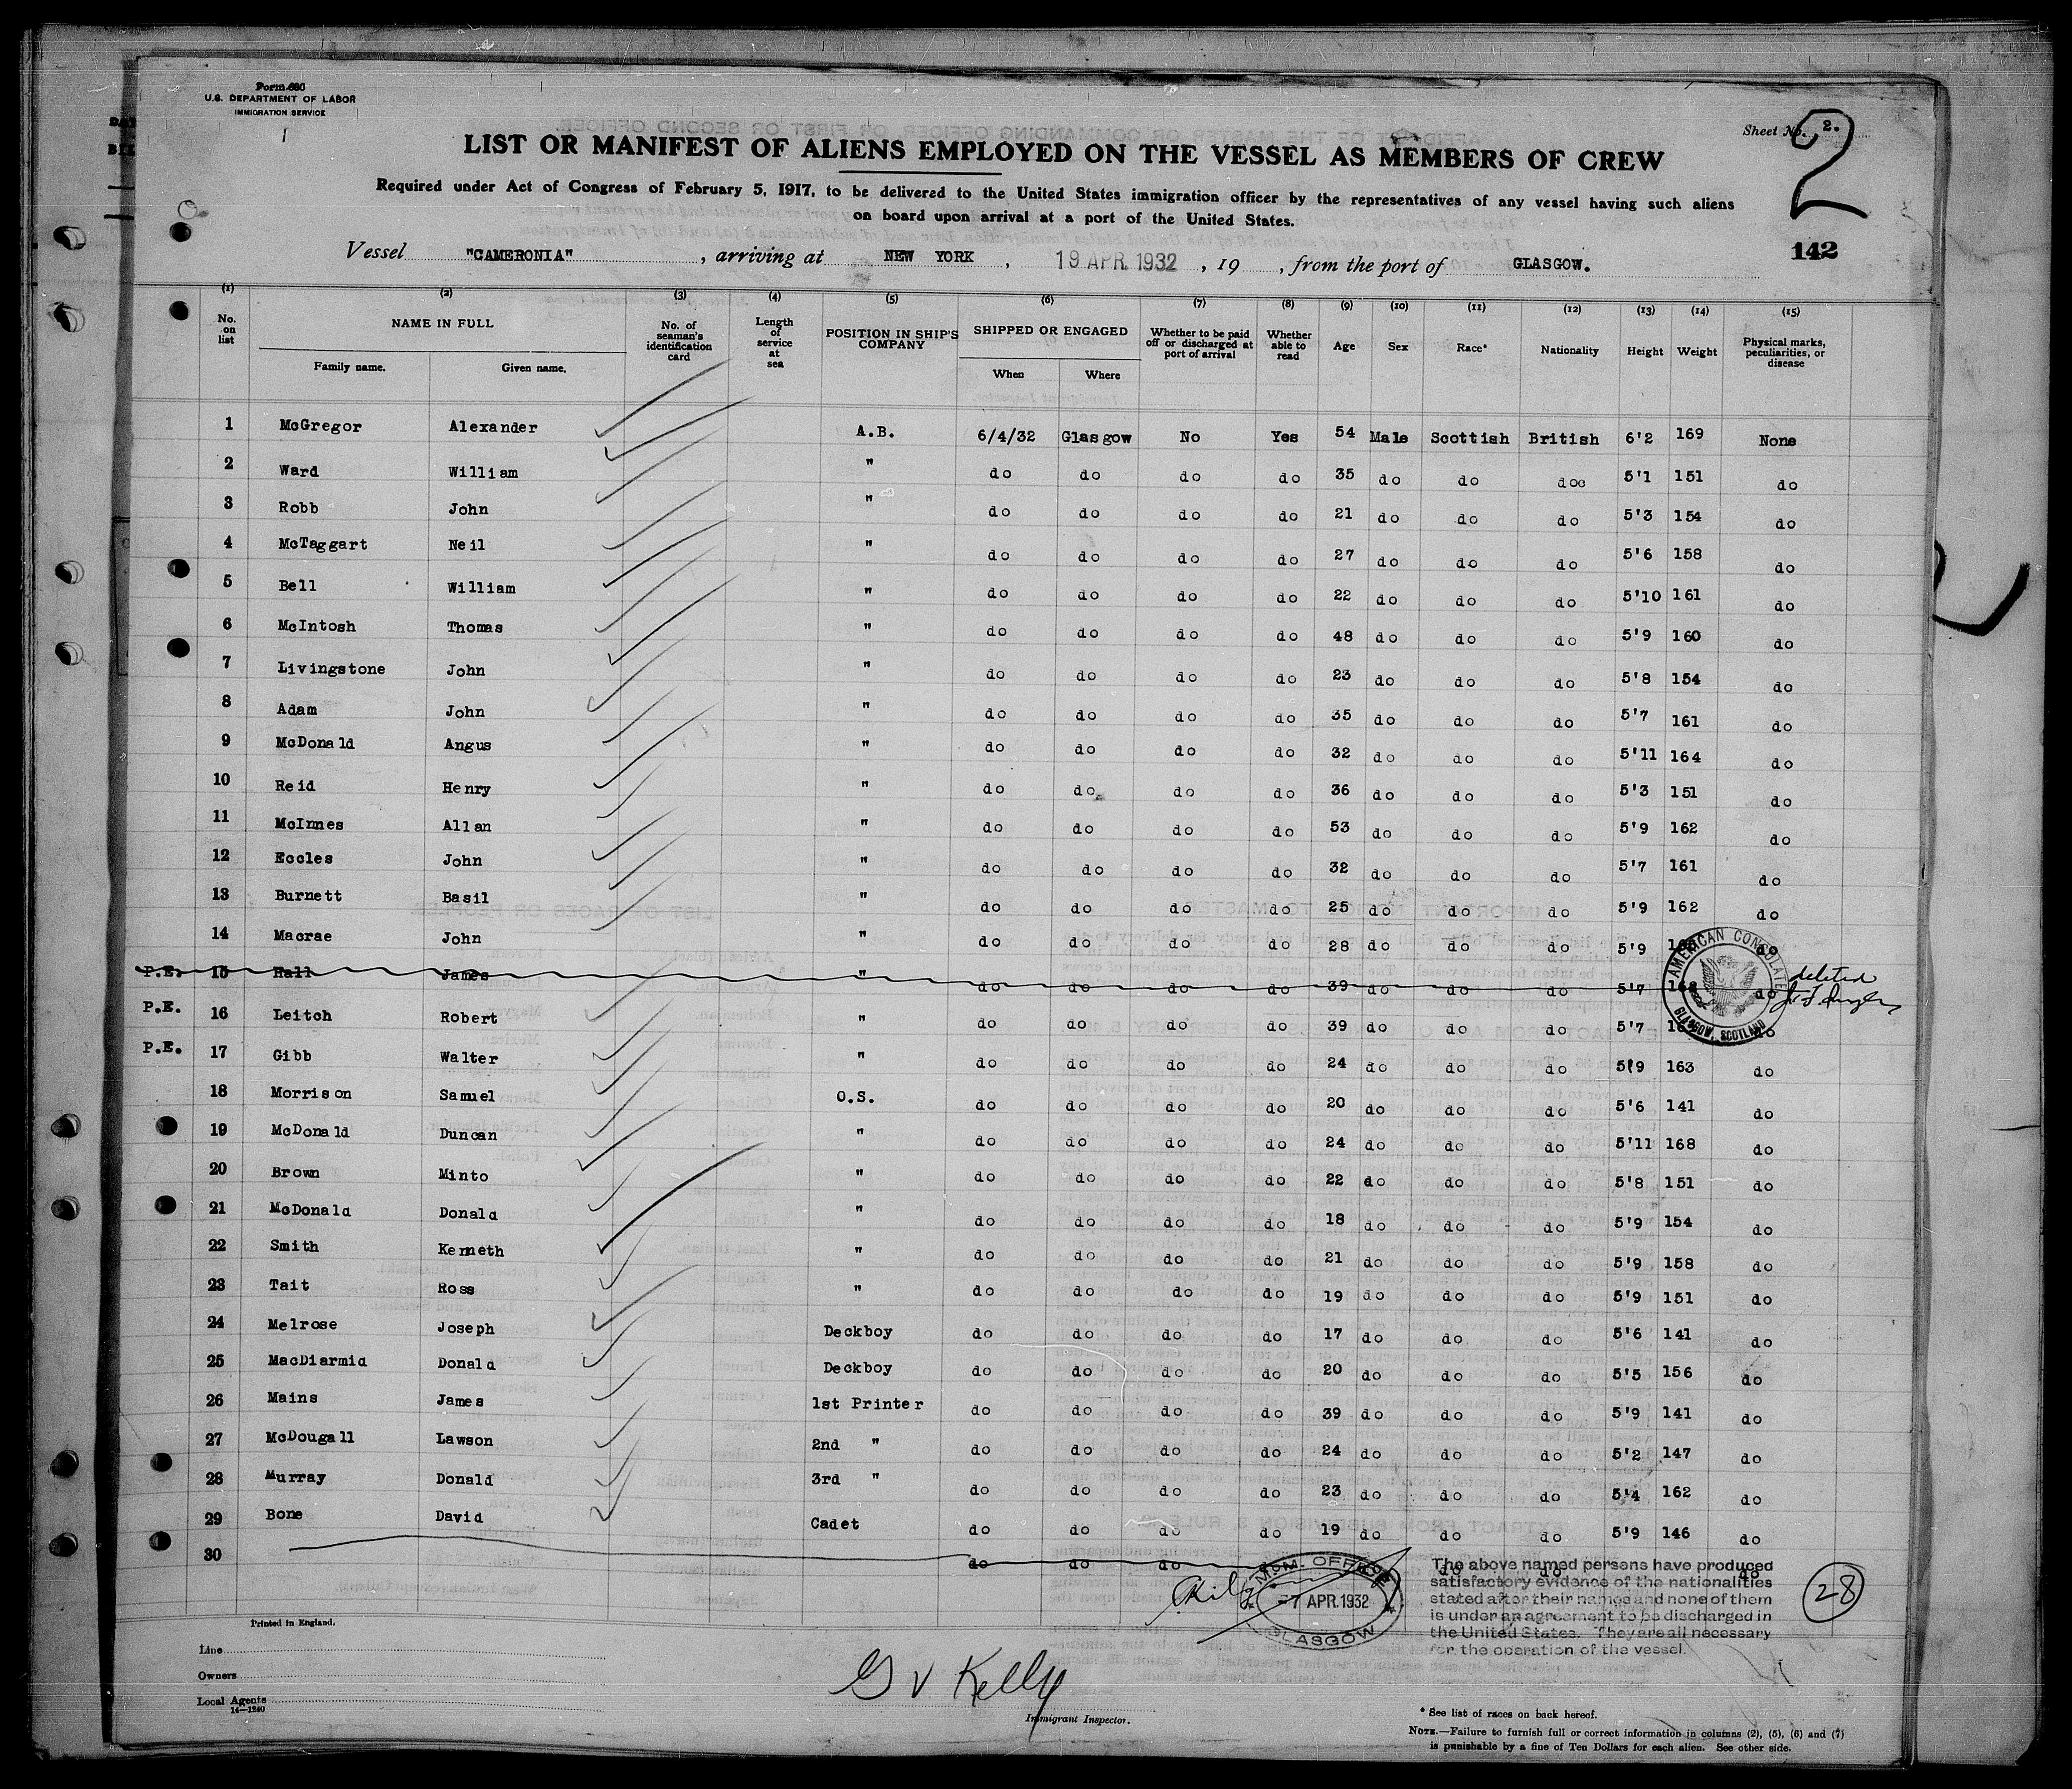 Form 680
U.S. DEPARTMENT OF LABOR
IMMIGRATION SERVICE
Sheet No. 2.
2
LIST OR MANIFEST OF ALIENS EMPLOYED ON THE VESSEL AS MEMBERS OF CREW
Required under Act of Congress of February 5, 1917, to be delivered to the United States immigration officer by the representatives of any vessel having such aliens
on board upon arrival at a port of the United States.
142
Vessel "CAMERONIA" , arriving at NEW YORK , 19 APR. 1932 , 19 , from the port of GLASGOW.
(1) (2) (3) (4) (5) (6) (7) (8) (9) (10) (11) (12) (13) (14) (15)
No. on list NAME IN FULL Family name. Given name. No. of seaman's identification card Length of service at sea POSITION IN SHIP'S COMPANY SHIPPED OR ENGAGED When Where Whether to be paid off or discharged at port of arrival Whether able to read Age Sex Race* Nationality Height Weight Physical marks, peculiarities, or disease
1 McGregor Alexander A.B. 6/4/32 Glasgow No Yes 54 Male Scottish British 6'2 169 None
2 Ward William " do do do do 35 do do doo 5'1 151 do
3 Robb John " do do do do 21 do do do 5'3 154 do
4 McTaggart Neil " do do do do 27 do do do 5'6 158 do
5 Bell William " do do do do 22 do do do 5'10 161 do
6 McIntosh Thomas " do do do do 48 do do do 5'9 160 do
7 Livingstone John " do do do do 23 do do do 5'8 154 do
8 Adam John " do do do do 35 do do do 5'7 161 do
9 McDonald Angus " do do do do 32 do do do 5'11 164 do
10 Reid Henry " do do do do 36 do do do 5'3 151 do
11 McInnes Allan " do do do do 53 do do do 5'9 162 do
12 Eccles John " do do do do 32 do do do 5'7 161 do
13 Burnett Basil " do do do do 25 do do do 5'9 162 do
14 Macrae John " do do do do 28 do do do 5'9 do
P.E. 15 Hall James " do do do do 39 do do do 5'7 do deleted
P.E. 16 Leitch Robert " do do do do 39 do do do 5'7 do
AMERICAN CONSULATE GLASGOW, SCOTLAND
P.E. 17 Gibb Walter " do do do do 24 do do do 5'9 163 do
18 Morrison Samuel O.S. do do do do 20 do do do 5'6 141 do
19 McDonald Duncan " do do do do 24 do do do 5'11 168 do
20 Brown Minto " do do do do 22 do do do 5'8 151 do
21 McDonald Donald " do do do do 18 do do do 5'9 154 do
22 Smith Kenneth " do do do do 21 do do do 5'9 158 do
23 Tait Ross " do do do do 19 do do do 5'9 151 do
24 Melrose Joseph Deckboy do do do do 17 do do do 5'6 141 do
25 MacDiarmid Donald Deckboy do do do do 20 do do do 5'5 156 do
26 Mains James 1st Printer do do do do 39 do do do 5'9 141 do
27 McDougall Lawson 2nd " do do do do 24 do do do 5'2 147 do
28 Murray Donald 3rd " do do do do 23 do do do 5'4 162 do
29 Bone David Cadet do do do do 19 do do do 5'9 146 do
30 do do do do do do
IMPM. OFFICE
-7 APR. 1932
GLASGOW
The above named persons have produced
satisfactory evidence of the nationalities
stated after their names and none of them
is under an agreement to be discharged in
the United States. They are all necessary
for the operation of the vessel.
28
Printed in England.
Line
Owners
Local Agents
14—1240
G V Kelly
Immigrant Inspector.
* See list of races on back hereof.
NOTE.—Failure to furnish full or correct information in columns (2), (5), (6) and (7)
is punishable by a fine of Ten Dollars for each alien. See other side.